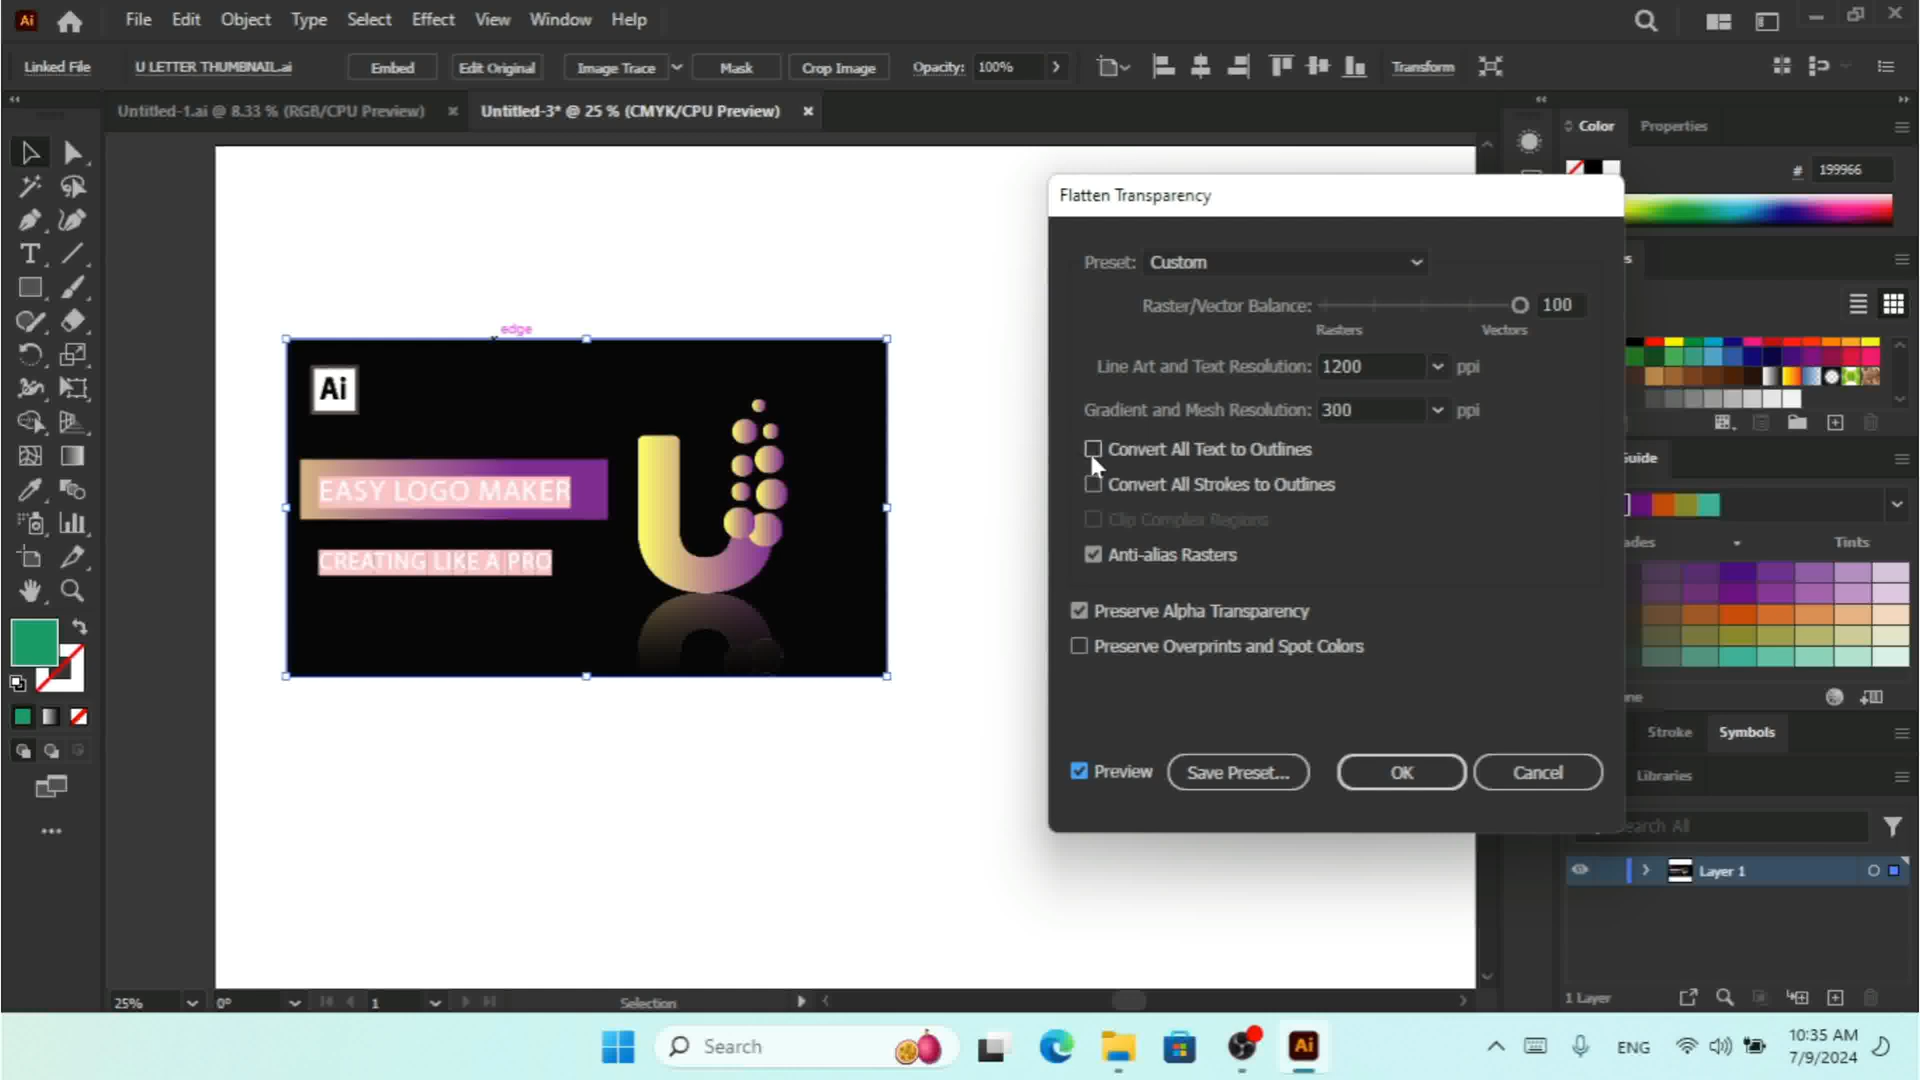 Ai
File Edit Object Type Select Effect View Window Help
Linked File U LETTER THUMBNAIL.ai Embed Edit Original Image Trace Mask Crop Image Opacity: 100% Transform
Untitled-1.ai @ 8.33 % (RGB/CPU Preview) Untitled-3* @ 25 % (CMYK/CPU Preview)
Color Properties
# 199966
Flatten Transparency
Preset: Custom
Raster/Vector Balance: 100
Rasters Vectors
Line Art and Text Resolution: 1200 ppi
Gradient and Mesh Resolution: 300 ppi
Convert All Text to Outlines
Convert All Strokes to Outlines
Clip Complex Regions
Anti-alias Rasters
Preserve Alpha Transparency
Preserve Overprints and Spot Colors
Preview Save Preset... OK Cancel
edge
Ai
EASY LOGO MAKER
CREATING LIKE A PRO
Guide
ades Tints
ne
Stroke Symbols
Libraries
earch All
Layer 1
1 Layer
25% 0° 1 Selection
Search
Ai
ENG
10:35 AM
7/9/2024